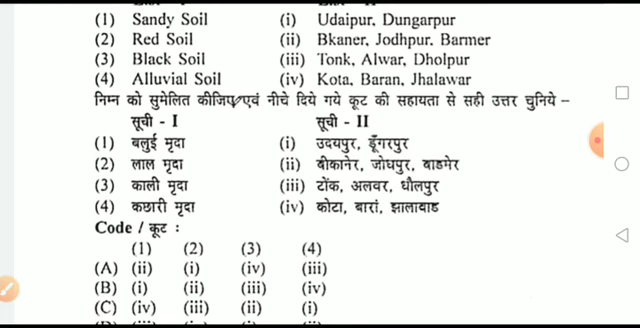 (1) Sandy Soil (i) Udaipur, Dungarpur
(2) Red Soil (ii) Bkaner, Jodhpur. Barmer
(3) Black Soil (iii) Tonk, Alwar, Dholpur
(4) Alluvial Soil (iv) Kota, Baran, Jhalawar
निम्न को सुमेलित कीजिए एवं नीचे दिये गये कूट की सहायता से सही उत्तर चुनिये –
सूची - I सूची - II
(1) बलुई मृदा (i) उदयपुर, डूँगरपुर
(2) लाल मृदा (ii) बीकानेर, जोधपुर, बाडमेर
(3) काली मृदा (iii) टोंक, अलवर, धौलपुर
(4) कछारी मृदा (iv) कोटा, बारां, झालावाड
Code / कूट :
(1) (2) (3) (4)
(A) (ii) (i) (iv) (iii)
(B) (i) (ii) (iii) (iv)
(C) (iv) (iii) (ii) (i)